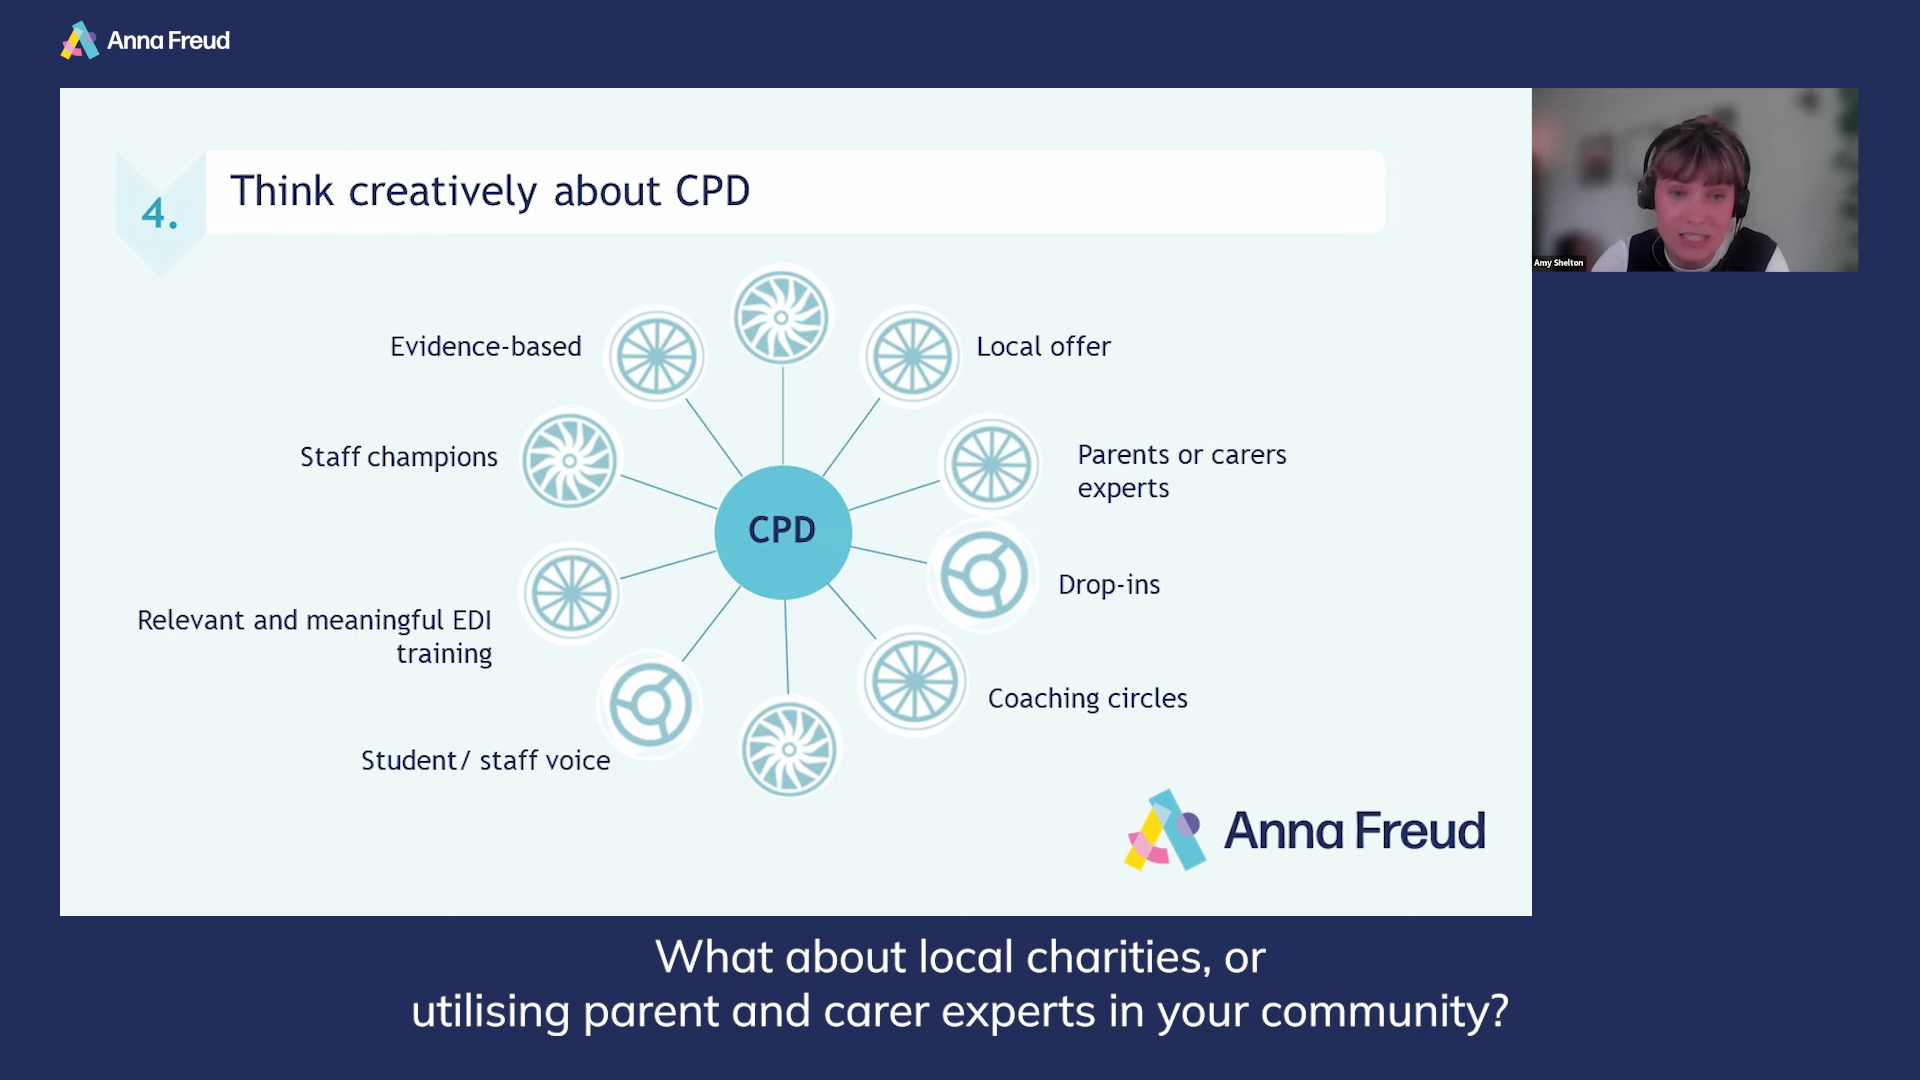 Anna Freud
4.
Think creatively about CPD
Evidence-based
Local offer
Staff champions
Parents or carers
experts
CPD
Drop-ins
Relevant and meaningful EDI
training
Coaching circles
Student/ staff voice
Anna Freud
Amy Shelton
What about local charities, or
utilising parent and carer experts in your community?